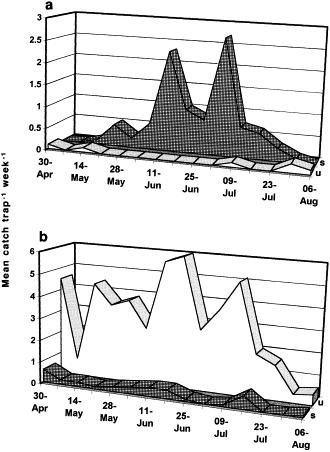 a
3
2.5
2
1.5
1
0.5
0
30-
Apr
14-
May
28-
May
11-
Jun
25-
Jun
09-
Jul
23-
Jul
06-
Aug
s
u
Mean catch trap-1 week-1
b
6
5
4
3
2
1
0
30-
Apr
14-
May
28-
May
11-
Jun
25-
Jun
09-
Jul
23-
Jul
06-
Aug
u
s